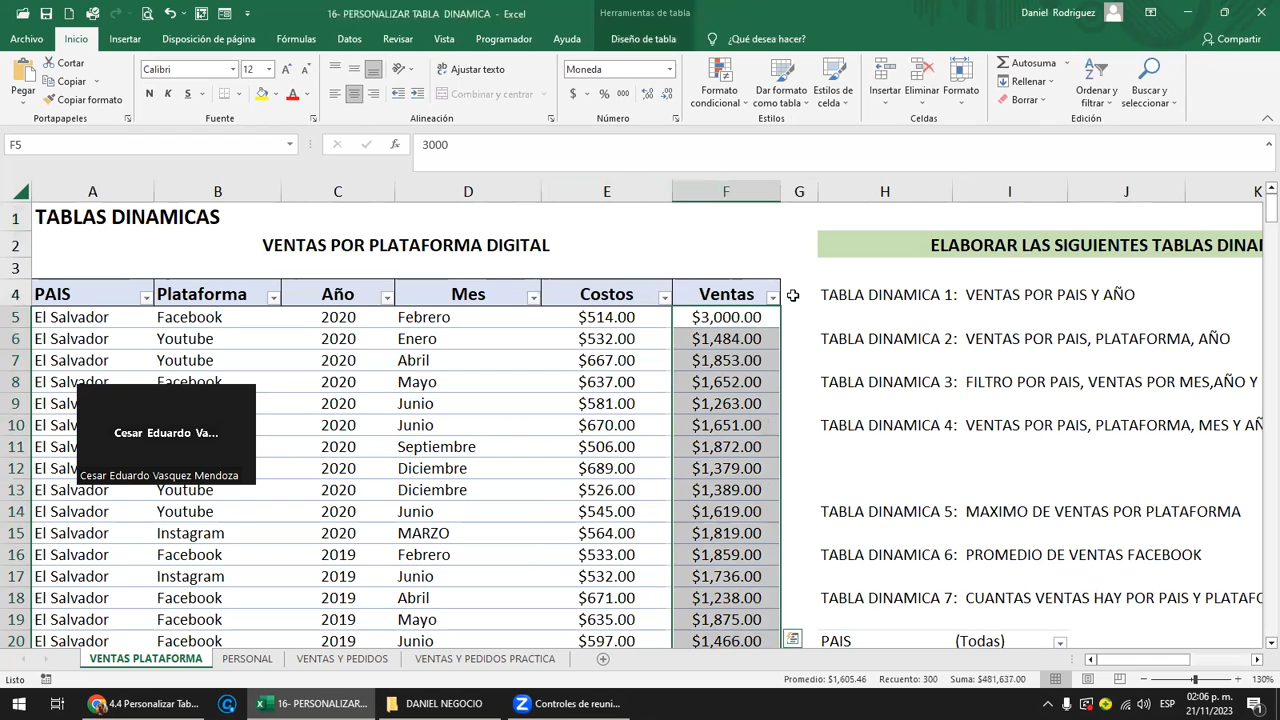 16- PERSONALIZAR TABLA DINAMICA - Excel
Herramientas de tabla
Daniel Rodriguez
Archivo Inicio Insertar Disposición de página Fórmulas Datos Revisar Vista Programador Ayuda Diseño de tabla ¿Qué desea hacer? Compartir
Pegar
Cortar
Copiar
Copiar formato
Portapapeles
Calibri 12
N K S
Fuente
Ajustar texto
Combinar y centrar
Alineación
Moneda
$ % 000
Número
Formato condicional
Dar formato como tabla
Estilos de celda
Estilos
Insertar Eliminar Formato
Celdas
Autosuma
Rellenar
Borrar
Ordenar y filtrar
Buscar y seleccionar
Edición
F5 fx 3000
A B C D E F G H I J K
1 TABLAS DINAMICAS
2 VENTAS POR PLATAFORMA DIGITAL ELABORAR LAS SIGUIENTES TABLAS DINA
3
4 PAIS Plataforma Año Mes Costos Ventas TABLA DINAMICA 1: VENTAS POR PAIS Y AÑO
5 El Salvador Facebook 2020 Febrero $514.00 $3,000.00
6 El Salvador Youtube 2020 Enero $532.00 $1,484.00 TABLA DINAMICA 2: VENTAS POR PAIS, PLATAFORMA, AÑO
7 El Salvador Youtube 2020 Abril $667.00 $1,853.00
8 El Salvador Facebook 2020 Mayo $637.00 $1,652.00 TABLA DINAMICA 3: FILTRO POR PAIS, VENTAS POR MES,AÑO Y
9 El Sal 2020 Junio $581.00 $1,263.00
10 El Sal 2020 Junio $670.00 $1,651.00 TABLA DINAMICA 4: VENTAS POR PAIS, PLATAFORMA, MES Y AÑ
11 El Sal 2020 Septiembre $506.00 $1,872.00
12 El Sal 2020 Diciembre $689.00 $1,379.00
13 El Salvador Youtube 2020 Diciembre $526.00 $1,389.00
14 El Salvador Youtube 2020 Junio $545.00 $1,619.00 TABLA DINAMICA 5: MAXIMO DE VENTAS POR PLATAFORMA
15 El Salvador Instagram 2020 MARZO $564.00 $1,819.00
16 El Salvador Facebook 2019 Febrero $533.00 $1,859.00 TABLA DINAMICA 6: PROMEDIO DE VENTAS FACEBOOK
17 El Salvador Instagram 2019 Junio $532.00 $1,736.00
18 El Salvador Facebook 2019 Abril $671.00 $1,238.00 TABLA DINAMICA 7: CUANTAS VENTAS HAY POR PAIS Y PLATAFO
19 El Salvador Facebook 2019 Mayo $635.00 $1,875.00
20 El Salvador Facebook 2019 Junio $597.00 $1,466.00 PAIS (Todas)
Cesar Eduardo Va...
Cesar Eduardo Vasquez Mendoza
VENTAS PLATAFORMA PERSONAL VENTAS Y PEDIDOS VENTAS Y PEDIDOS PRACTICA
Listo Promedio: $1,605.46 Recuento: 300 Suma: $481,637.00 130%
4.4 Personalizar Tab... 16- PERSONALIZAR... DANIEL NEGOCIO Controles de reuni... ESP 02:06 p. m.
21/11/2023